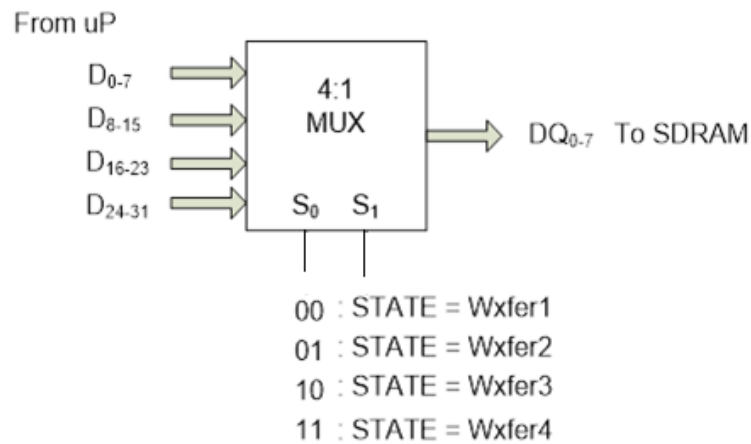 From uP
D0-7
D8-15
D16-23
D24-31
4:1
MUX
S0 S1
DQ0-7 To SDRAM
00 : STATE = Wxfer1
01 : STATE = Wxfer2
10 : STATE = Wxfer3
11 : STATE = Wxfer4